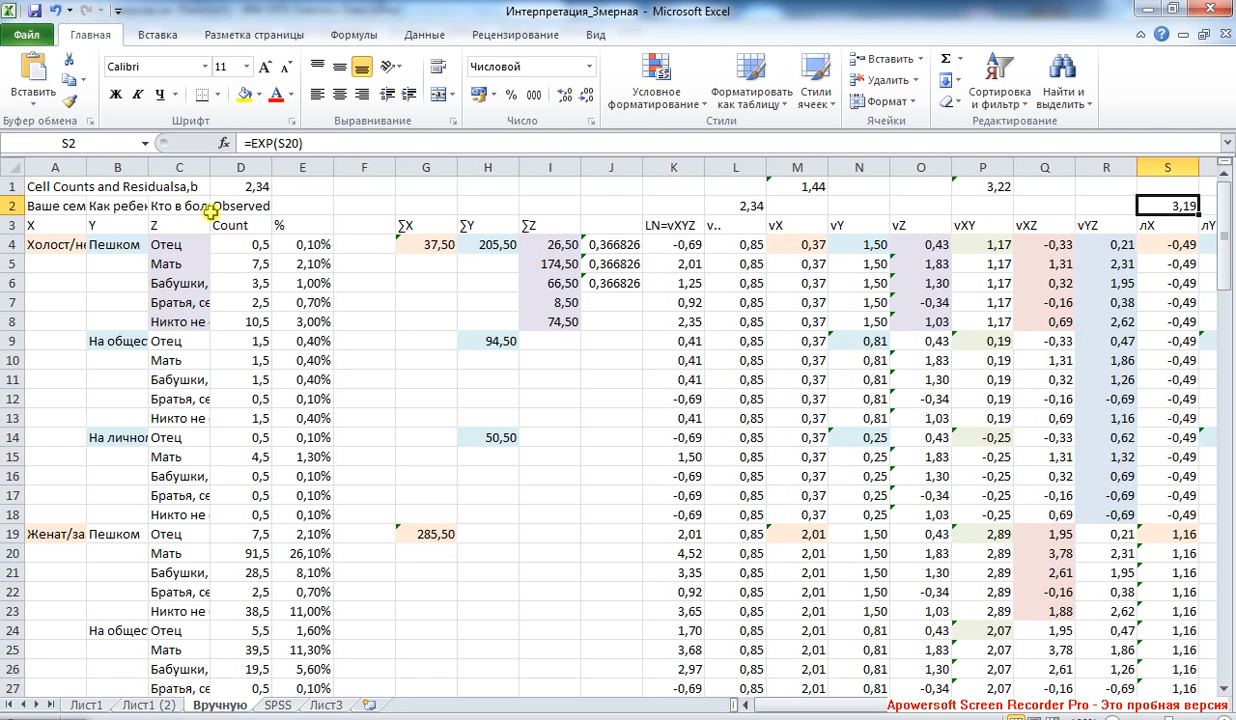 Интерпретация_3мерная - Microsoft Excel
Файл Главная Вставка Разметка страницы Формулы Данные Рецензирование Вид
Вставить Calibri 11 Числовой Условное форматирование Форматировать как таблицу Стили ячеек Вставить Удалить Формат Сортировка и фильтр Найти и выделить
Ж К Ч
Буфер обмена Шрифт Выравнивание Число Стили Ячейки Редактирование
S2 fx =EXP(S20)
A B C D E F G H I J K L M N O P Q R S
1 Cell Counts and Residualsa,b 2,34 1,44 3,22
2 Ваше сем Как ребен Кто в бол Observed 2,34 3,19
3 X Y Z Count % ∑X ∑Y ∑Z LN=vXYZ v.. vX vY vZ vXY vXZ vYZ лX лY
4 Холост/не Пешком Отец 0,5 0,10% 37,50 205,50 26,50 0,366826 -0,69 0,85 0,37 1,50 0,43 1,17 -0,33 0,21 -0,49
5 Мать 7,5 2,10% 174,50 0,366826 2,01 0,85 0,37 1,50 1,83 1,17 1,31 2,31 -0,49
6 Бабушки, 3,5 1,00% 66,50 0,366826 1,25 0,85 0,37 1,50 1,30 1,17 0,32 1,95 -0,49
7 Братья, се 2,5 0,70% 8,50 0,92 0,85 0,37 1,50 -0,34 1,17 -0,16 0,38 -0,49
8 Никто не 10,5 3,00% 74,50 2,35 0,85 0,37 1,50 1,03 1,17 0,69 2,62 -0,49
9 На общес Отец 1,5 0,40% 94,50 0,41 0,85 0,37 0,81 0,43 0,19 -0,33 0,47 -0,49
10 Мать 1,5 0,40% 0,41 0,85 0,37 0,81 1,83 0,19 1,31 1,86 -0,49
11 Бабушки, 1,5 0,40% 0,41 0,85 0,37 0,81 1,30 0,19 0,32 1,26 -0,49
12 Братья, се 1,5 0,40% 0,41 0,85 0,37 0,81 -0,34 0,19 -0,16 -0,69 -0,49
13 Никто не 1,5 0,40% 0,41 0,85 0,37 0,81 1,03 0,19 0,69 1,16 -0,49
14 На личном Отец 0,5 0,10% 50,50 -0,69 0,85 0,37 0,25 0,43 -0,25 -0,33 0,62 -0,49
15 Мать 4,5 1,30% 1,50 0,85 0,37 0,25 1,83 -0,25 1,31 1,32 -0,49
16 Бабушки, 0,5 0,10% -0,69 0,85 0,37 0,25 1,30 -0,25 0,32 0,69 -0,49
17 Братья, се 0,5 0,10% -0,69 0,85 0,37 0,25 -0,34 -0,25 -0,16 -0,69 -0,49
18 Никто не 0,5 0,10% -0,69 0,85 0,37 0,25 1,03 -0,25 0,69 -0,69 -0,49
19 Женат/за Пешком Отец 7,5 2,10% 285,50 2,01 0,85 2,01 1,50 0,43 2,89 1,95 0,21 1,16
20 Мать 91,5 26,10% 4,52 0,85 2,01 1,50 1,83 2,89 3,78 2,31 1,16
21 Бабушки, 28,5 8,10% 3,35 0,85 2,01 1,50 1,30 2,89 2,61 1,95 1,16
22 Братья, се 2,5 0,70% 0,92 0,85 2,01 1,50 -0,34 2,89 -0,16 0,38 1,16
23 Никто не 38,5 11,00% 3,65 0,85 2,01 1,50 1,03 2,89 1,88 2,62 1,16
24 На общес Отец 5,5 1,60% 1,70 0,85 2,01 0,81 0,43 2,07 1,95 0,47 1,16
25 Мать 39,5 11,30% 3,68 0,85 2,01 0,81 1,83 2,07 3,78 1,86 1,16
26 Бабушки, 19,5 5,60% 2,97 0,85 2,01 0,81 1,30 2,07 2,61 1,26 1,16
27 Братья, се 0,5 0,10% -0,69 0,85 2,01 0,81 -0,34 2,07 -0,16 -0,69 1,16
Лист1 Лист1 (2) Вручную SPSS Лист3
Apowersoft Screen Recorder Pro - Это пробная версия